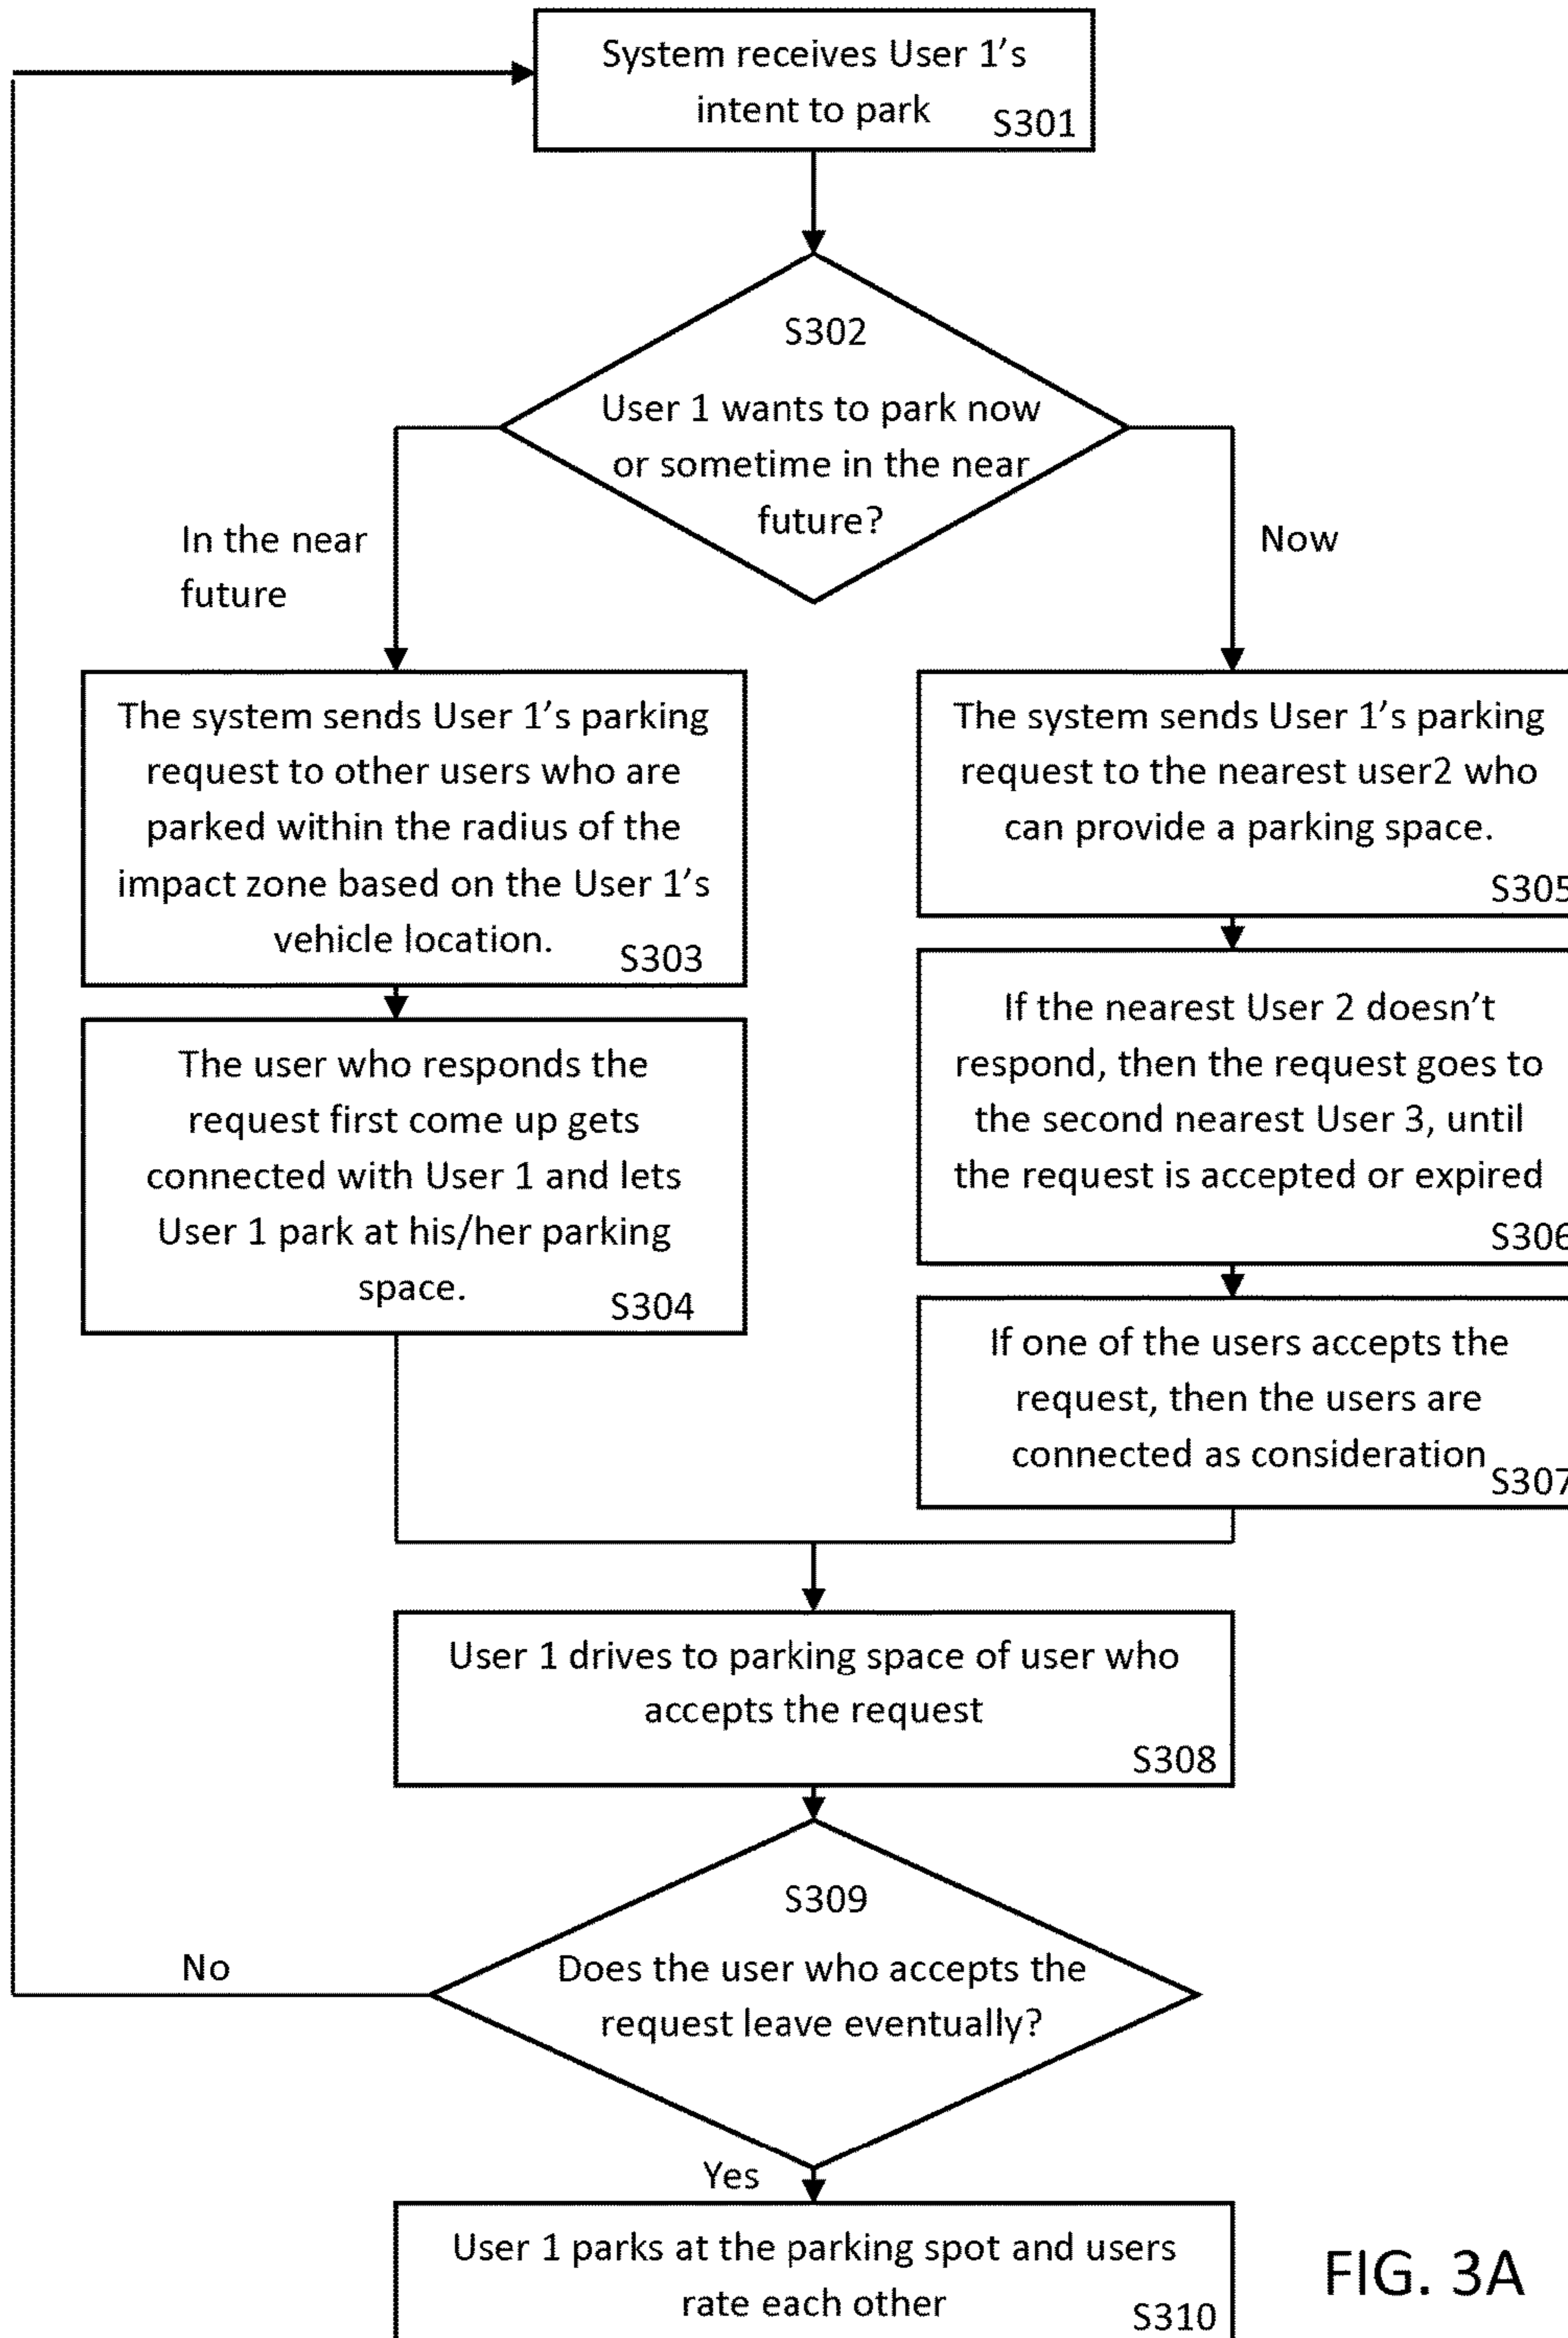 System receives User 1’s
intent to park
S301
S302
User 1 wants to park now
or sometime in the near
future?
In the near
future
Now
The system sends User 1’s parking
request to other users who are
parked within the radius of the
impact zone based on the User 1’s
vehicle location.
S303
The user who responds the
request first come up gets
connected with User 1 and lets
User 1 park at his/her parking
space.
S304
The system sends User 1’s parking
request to the nearest user2 who
can provide a parking space.
S305
If the nearest User 2 doesn’t
respond, then the request goes to
the second nearest User 3, until
the request is accepted or expired
S306
If one of the users accepts the
request, then the users are
connected as consideration
S307
User 1 drives to parking space of user who
accepts the request
S308
S309
Does the user who accepts the
request leave eventually?
No
Yes
User 1 parks at the parking spot and users
rate each other
S310
FIG. 3A